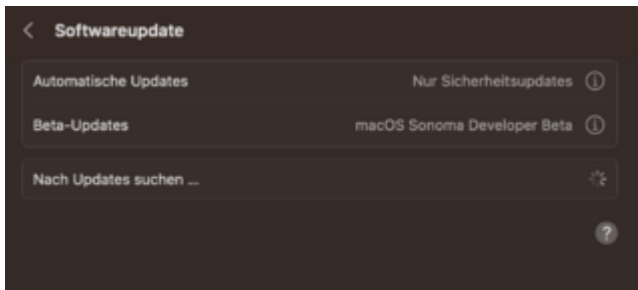 Softwareupdate
Automatische Updates Nur Sicherheitsupdates
Beta-Updates macOS Sonoma Developer Beta
Nach Updates suchen ...
?